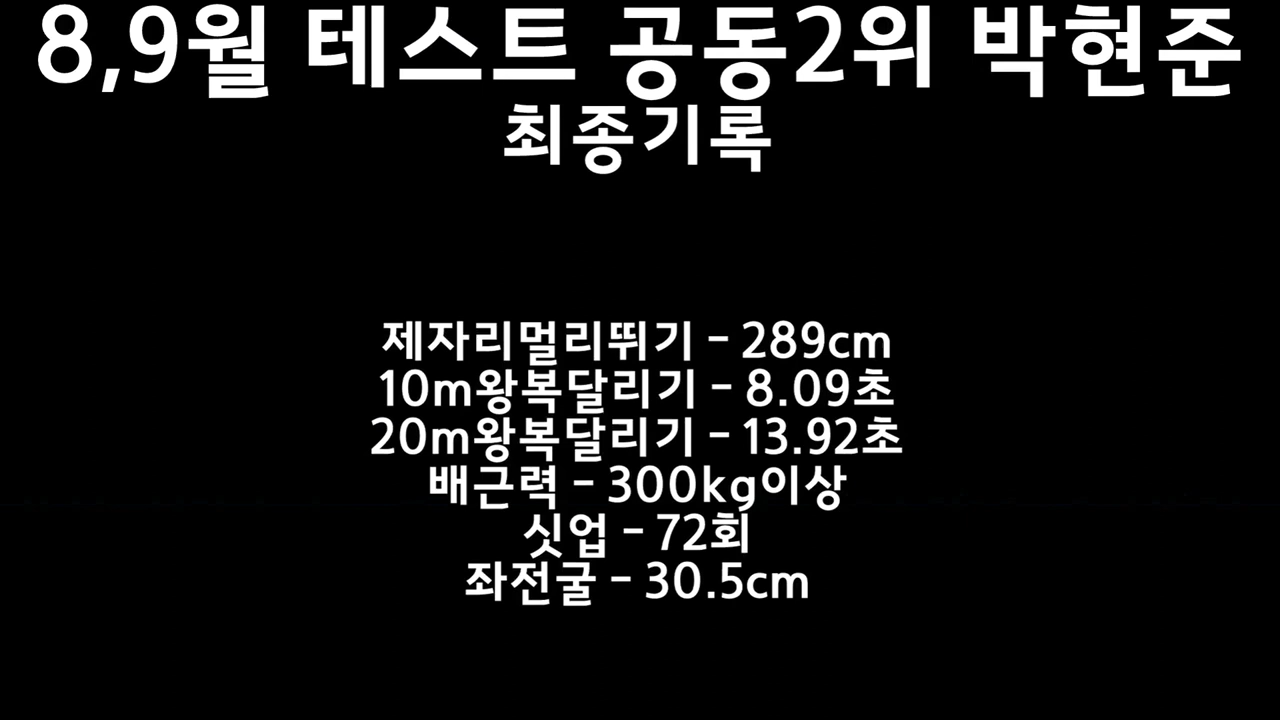 8,9월 테스트 공동2위 박현준
최종기록
제자리멀리뛰기 - 289cm
10m왕복달리기 - 8.09초
20m왕복달리기 - 13.92초
배근력 - 300kg이상
싯업 - 72회
좌전굴 - 30.5cm